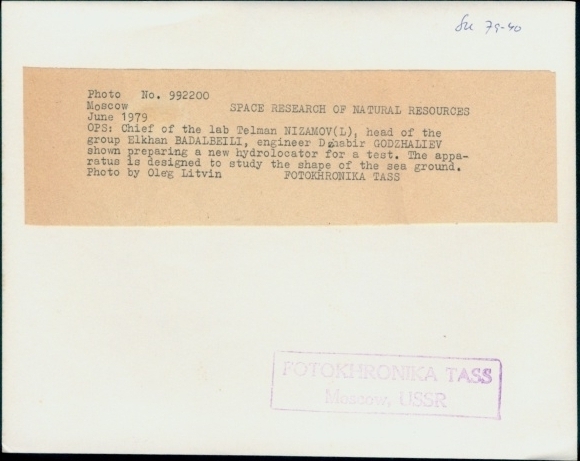 79-40
Photo No. 992200
Moscow SPACE RESEARCH OF NATURAL RESOURCES
June 1979
OPS: Chief of the lab Telman NIZAMOV(L), head of the
group Elkhan BADALBEILI, engineer Dzhabir GODZHALIEV
shown preparing a new hydrolocator for a test. The appa-
ratus is designed to study the shape of the sea ground.
Photo by Oleg Litvin FOTOKHRONIKA TASS
FOTOKHRONIKA TASS
Moscow, USSR